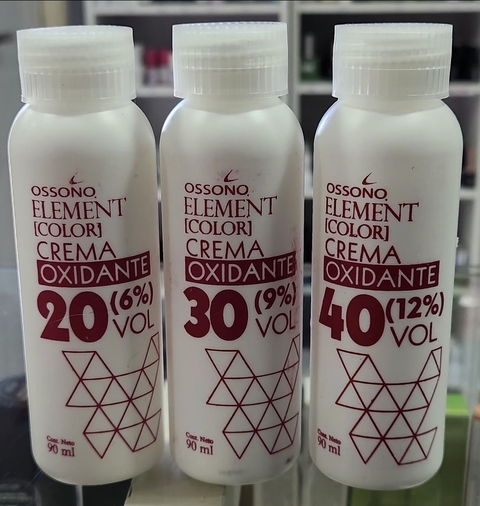 OSSONO
ELEMENT
[COLOR]
CREMA
OXIDANTE
20 (6%)
VOL
Cont. Neto
90 ml
OSSONO
ELEMENT
[COLOR]
CREMA
OXIDANTE
30 (9%)
VOL
Cont. Neto
90 ml
OSSONO
ELEMENT
[COLOR]
CREMA
OXIDANTE
40 (12%)
VOL
Cont. Neto
90 ml